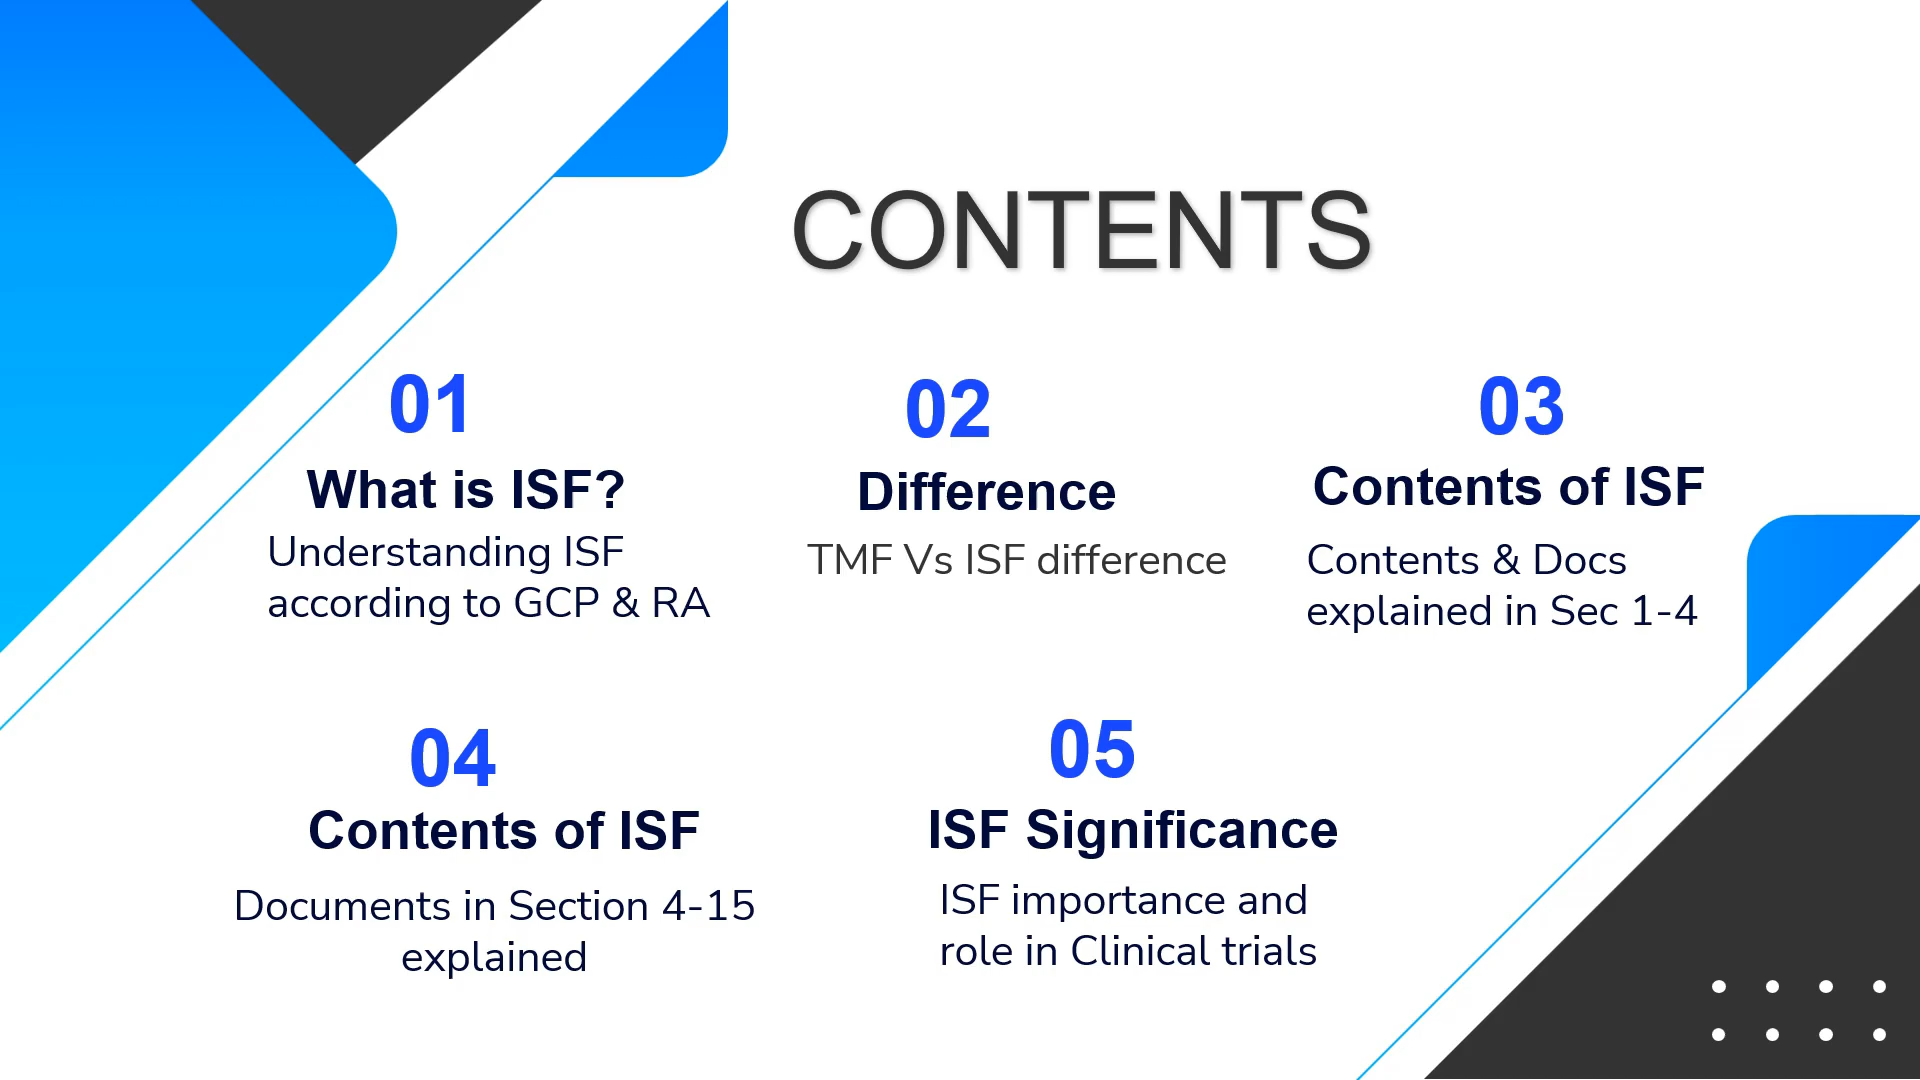 CONTENTS
01
What is ISF?
Understanding ISF
according to GCP & RA
02
Difference
TMF Vs ISF difference
03
Contents of ISF
Contents & Docs
explained in Sec 1-4
04
Contents of ISF
Documents in Section 4-15
explained
05
ISF Significance
ISF importance and
role in Clinical trials